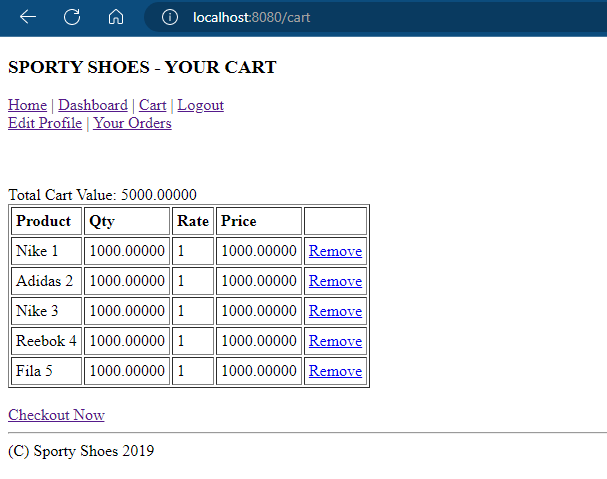 localhost:8080/cart
SPORTY SHOES - YOUR CART
Home | Dashboard | Cart | Logout
Edit Profile | Your Orders
Total Cart Value: 5000.00000
Product Qty Rate Price
Nike 1 1000.00000 1 1000.00000 Remove
Adidas 2 1000.00000 1 1000.00000 Remove
Nike 3 1000.00000 1 1000.00000 Remove
Reebok 4 1000.00000 1 1000.00000 Remove
Fila 5 1000.00000 1 1000.00000 Remove
Checkout Now
(C) Sporty Shoes 2019